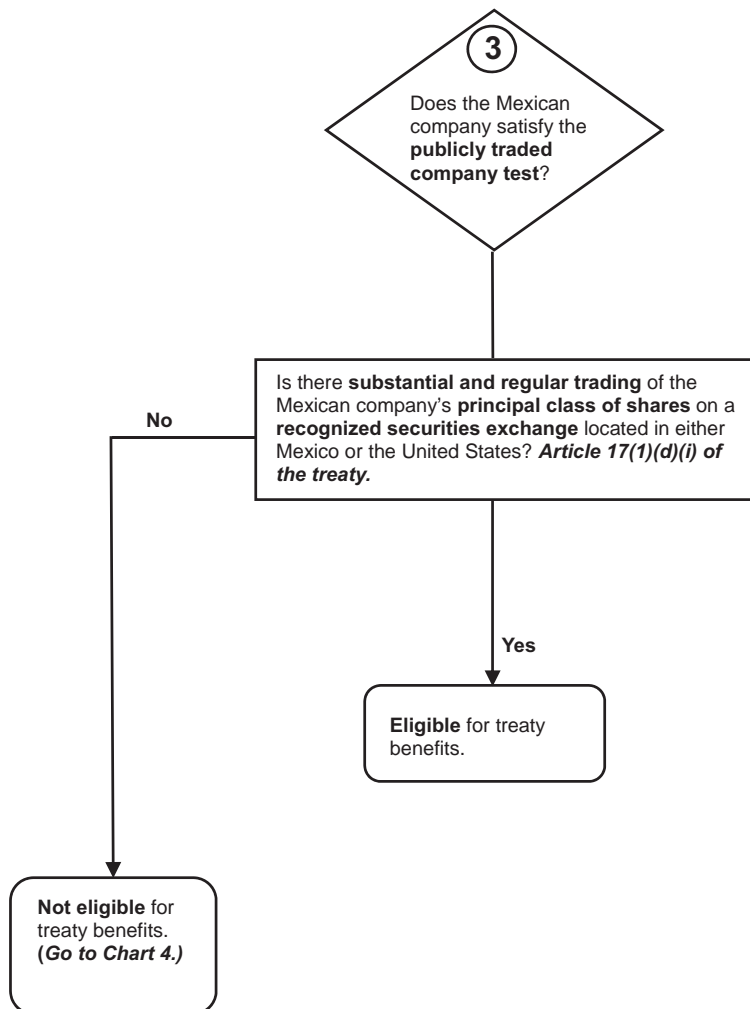 3
Does the Mexican
company satisfy the
publicly traded
company test?
Is there substantial and regular trading of the
Mexican company's principal class of shares on a
recognized securities exchange located in either
Mexico or the United States? Article 17(1)(d)(i) of
the treaty.
No
Yes
Eligible for treaty
benefits.
Not eligible for
treaty benefits.
(Go to Chart 4.)